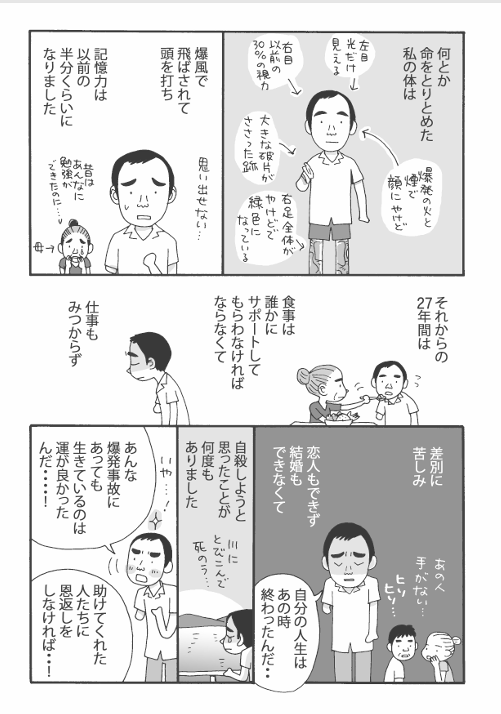 何とか
命をとりとめた
私の体は
左目
光だけ
見える
右目
以前の
30%の視力
大きな破片が
ささった跡
爆発の火と
煙で
顔にやけど
右足全体が
やけどで
緑色に
なっている
爆風で
飛ばされて
頭を打ち
記憶力は
以前の
半分くらいに
なりました
思い出せない…
昔は
あんなに
勉強が
できたのに…
母→
それからの
27年間は
食事は
誰かに
サポートして
もらわなければ
ならなくて
仕事も
みつからず
差別に
苦しみ
恋人もできず
結婚も
できなくて
あの人
手がない…
ヒソ
ヒソ…
自分の人生は
あの時
終わったんだ‥
自殺しようと
思ったことが
何度も
ありました
川に
とびこんで
死のう…
いや…!
あんな
爆発事故に
あっても
生きているのは
運が良かった
んだ・・・!
助けてくれた
人たちに
恩返しを
しなければ・・!